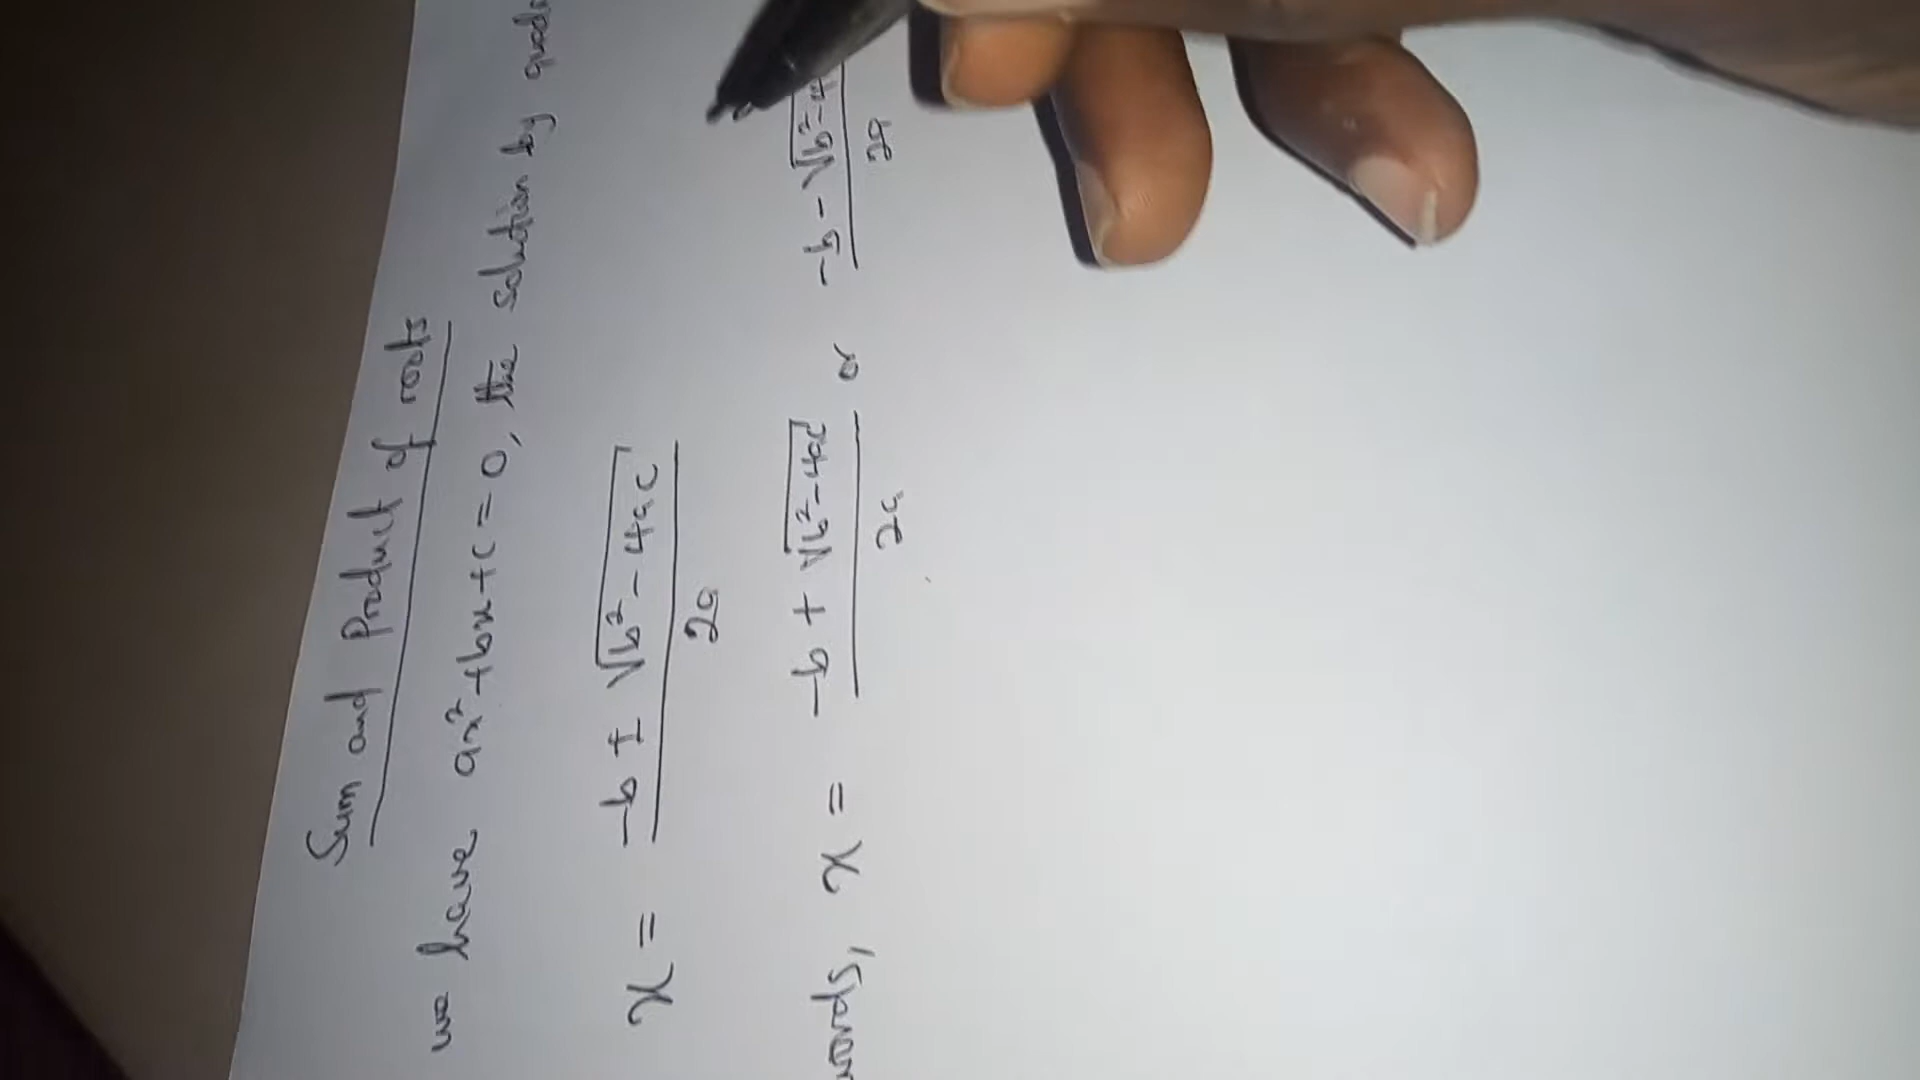 Sum and Product of roots
we have ax²+bx+c=0, the solution by
x = -b ± √b²-4ac / 2a
words, x = -b + √b²-4ac / 2a or -b - √b²-4 / 2a